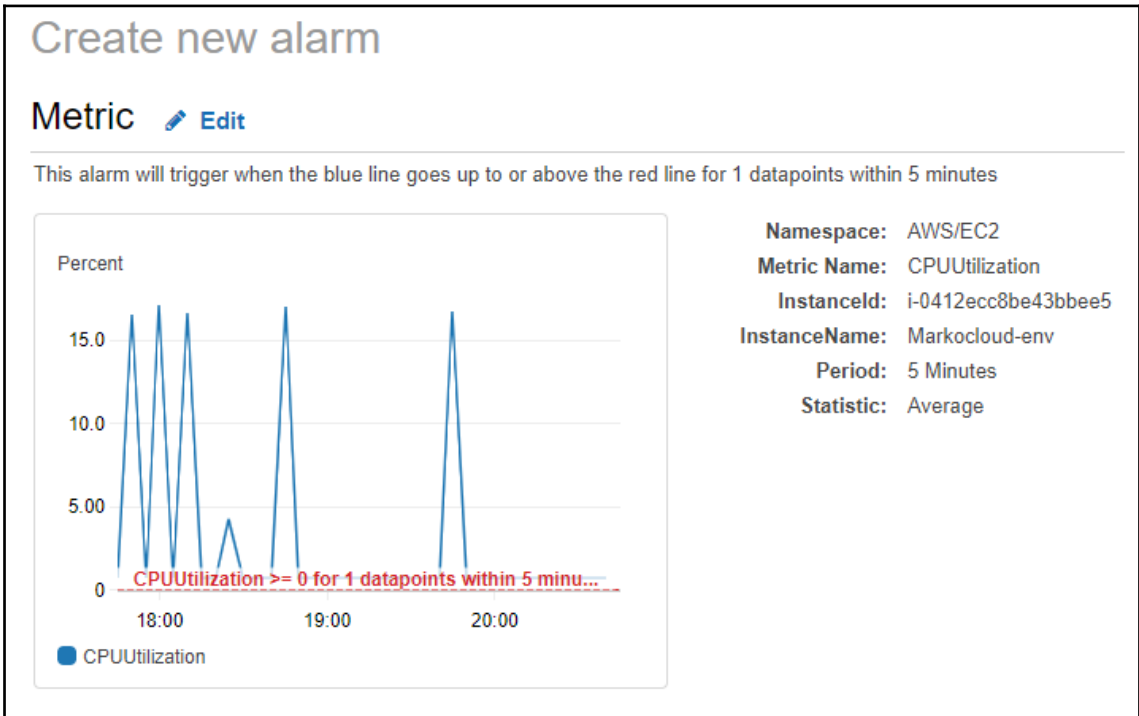 Create new alarm
Metric Edit
This alarm will trigger when the blue line goes up to or above the red line for 1 datapoints within 5 minutes
Percent
15.0
10.0
5.00
0
CPUUtilization >= 0 for 1 datapoints within 5 minu...
18:00 19:00 20:00
CPUUtilization
Namespace: AWS/EC2
Metric Name: CPUUtilization
InstanceId: i-0412ecc8be43bbee5
InstanceName: Markocloud-env
Period: 5 Minutes
Statistic: Average